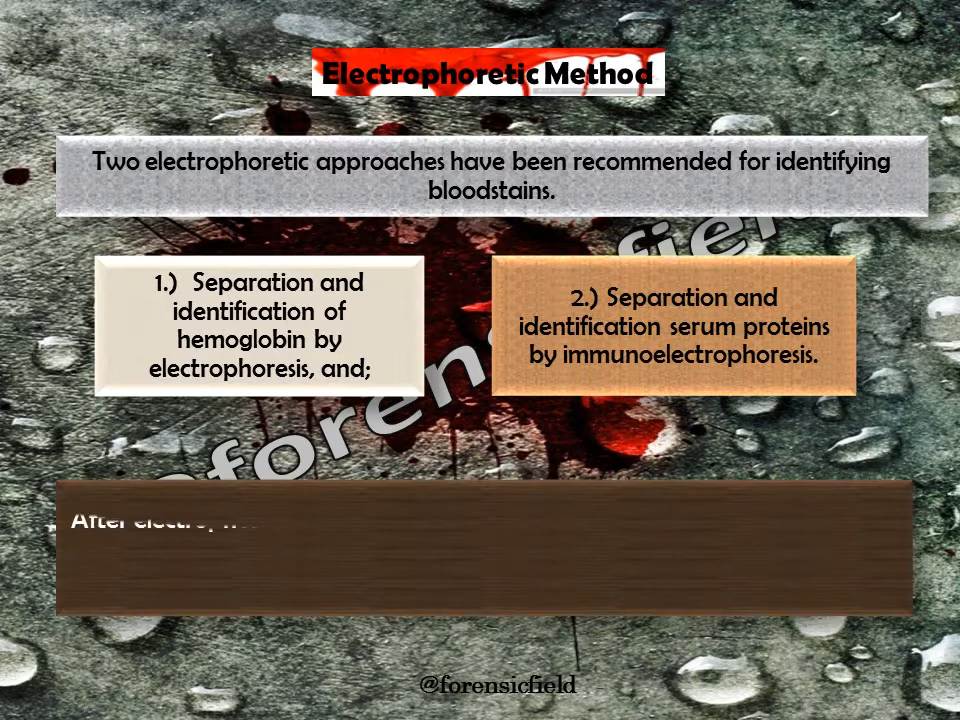 Electrophoretic Method
Two electrophoretic approaches have been recommended for identifying
bloodstains.
1.) Separation and
identification of
hemoglobin by
electrophoresis, and;
2.) Separation and
identification serum proteins
by immunoelectrophoresis.
After
@forensicfield